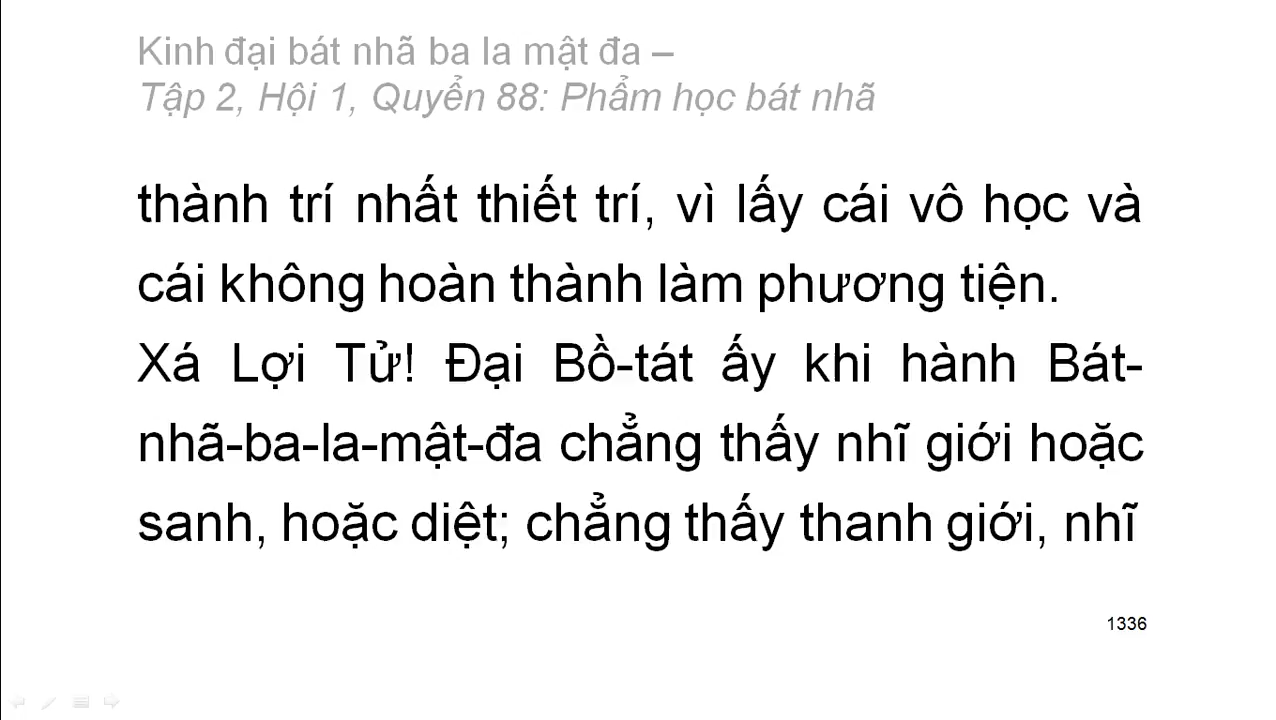 Kinh đại bát nhã ba la mật đa –
Tập 2, Hội 1, Quyển 88: Phẩm học bát nhã
thành trí nhất thiết trí, vì lấy cái vô học và
cái không hoàn thành làm phương tiện.
Xá Lợi Tử! Đại Bồ-tát ấy khi hành Bát-
nhã-ba-la-mật-đa chẳng thấy nhĩ giới hoặc
sanh, hoặc diệt; chẳng thấy thanh giới, nhĩ
1336